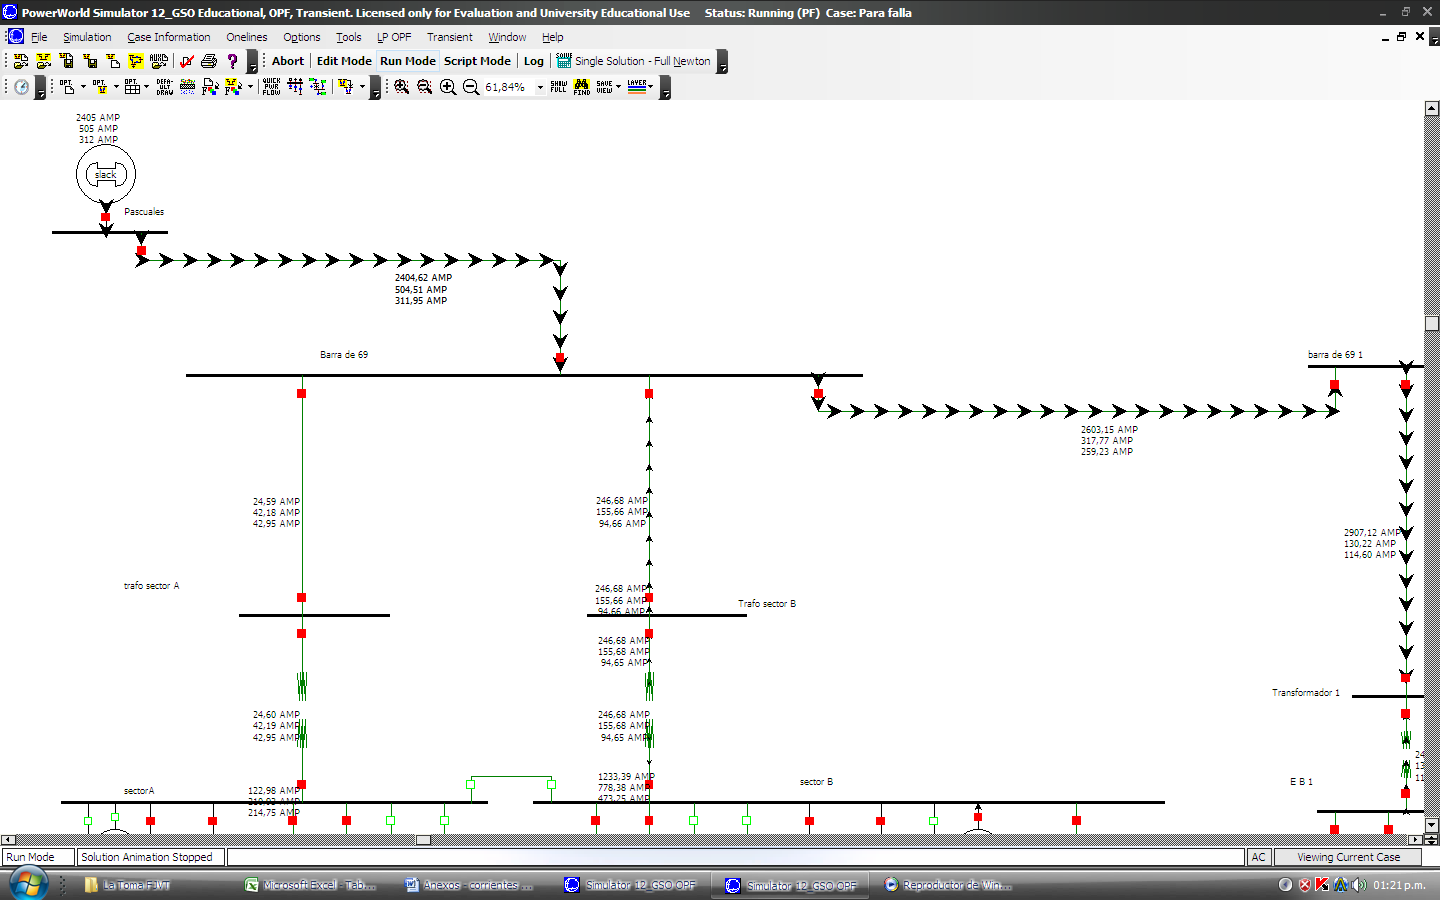 PowerWorld Simulator 12_GSO Educational, OPF, Transient. Licensed only for Evaluation and University Educational Use    Status: Running (PF)  Case: Para falla
File Simulation Case Information Onelines Options Tools LP OPF Transient Window Help
Abort Edit Mode Run Mode Script Mode Log Single Solution - Full Newton
61,84%
2405 AMP
505 AMP
312 AMP
slack
Pascuales
2404,62 AMP
504,51 AMP
311,95 AMP
Barra de 69
barra de 69 1
2603,15 AMP
317,77 AMP
259,23 AMP
24,59 AMP
42,18 AMP
42,95 AMP
246,68 AMP
155,66 AMP
94,66 AMP
2907,12 AMP
130,22 AMP
114,60 AMP
trafo sector A
246,68 AMP
155,66 AMP
94,66 AMP
Trafo sector B
246,68 AMP
155,68 AMP
94,65 AMP
Transformador 1
24,60 AMP
42,19 AMP
42,95 AMP
246,68 AMP
155,68 AMP
94,65 AMP
sectorA
122,98 AMP
214,75 AMP
1233,39 AMP
778,38 AMP
473,25 AMP
sector B
E B 1
Run Mode Solution Animation Stopped AC Viewing Current Case
La Toma FJVT Microsoft Excel - Tab... Anexos - corrientes ... Simulator 12_GSO OPF Simulator 12_GSO OPF Reproductor de Win... 01:21 p.m.